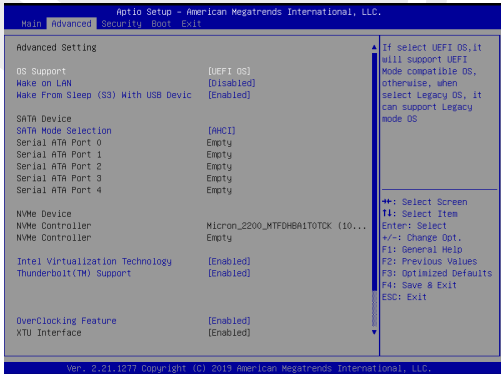 Aptio Setup - American Megatrends International, LLC.
Main Advanced Security Boot Exit
Advanced Setting
OS Support [UEFI OS]
Wake on LAN [Disabled]
Wake From Sleep (S3) With USB Devic [Enabled]
SATA Device
SATA Mode Selection [AHCI]
Serial ATA Port 0 Empty
Serial ATA Port 1 Empty
Serial ATA Port 2 Empty
Serial ATA Port 3 Empty
Serial ATA Port 4 Empty
NVMe Device
NVMe Controller Micron_2200_MTFDHBA1T0TCK (10...
NVMe Controller Empty
Intel Virtualization Technology [Enabled]
Thunderbolt(TM) Support [Enabled]
OverClocking Feature [Enabled]
XTU Interface [Enabled]
If select UEFI OS,it
will support UEFI
Mode compatible OS,
otherwise, when
select Legacy OS, it
can support Legacy
mode OS
→←: Select Screen
↑↓: Select Item
Enter: Select
+/-: Change Opt.
F1: General Help
F2: Previous Values
F3: Optimized Defaults
F4: Save & Exit
ESC: Exit
Ver. 2.21.1277 Copyright (C) 2019 American Megatrends International, LLC.